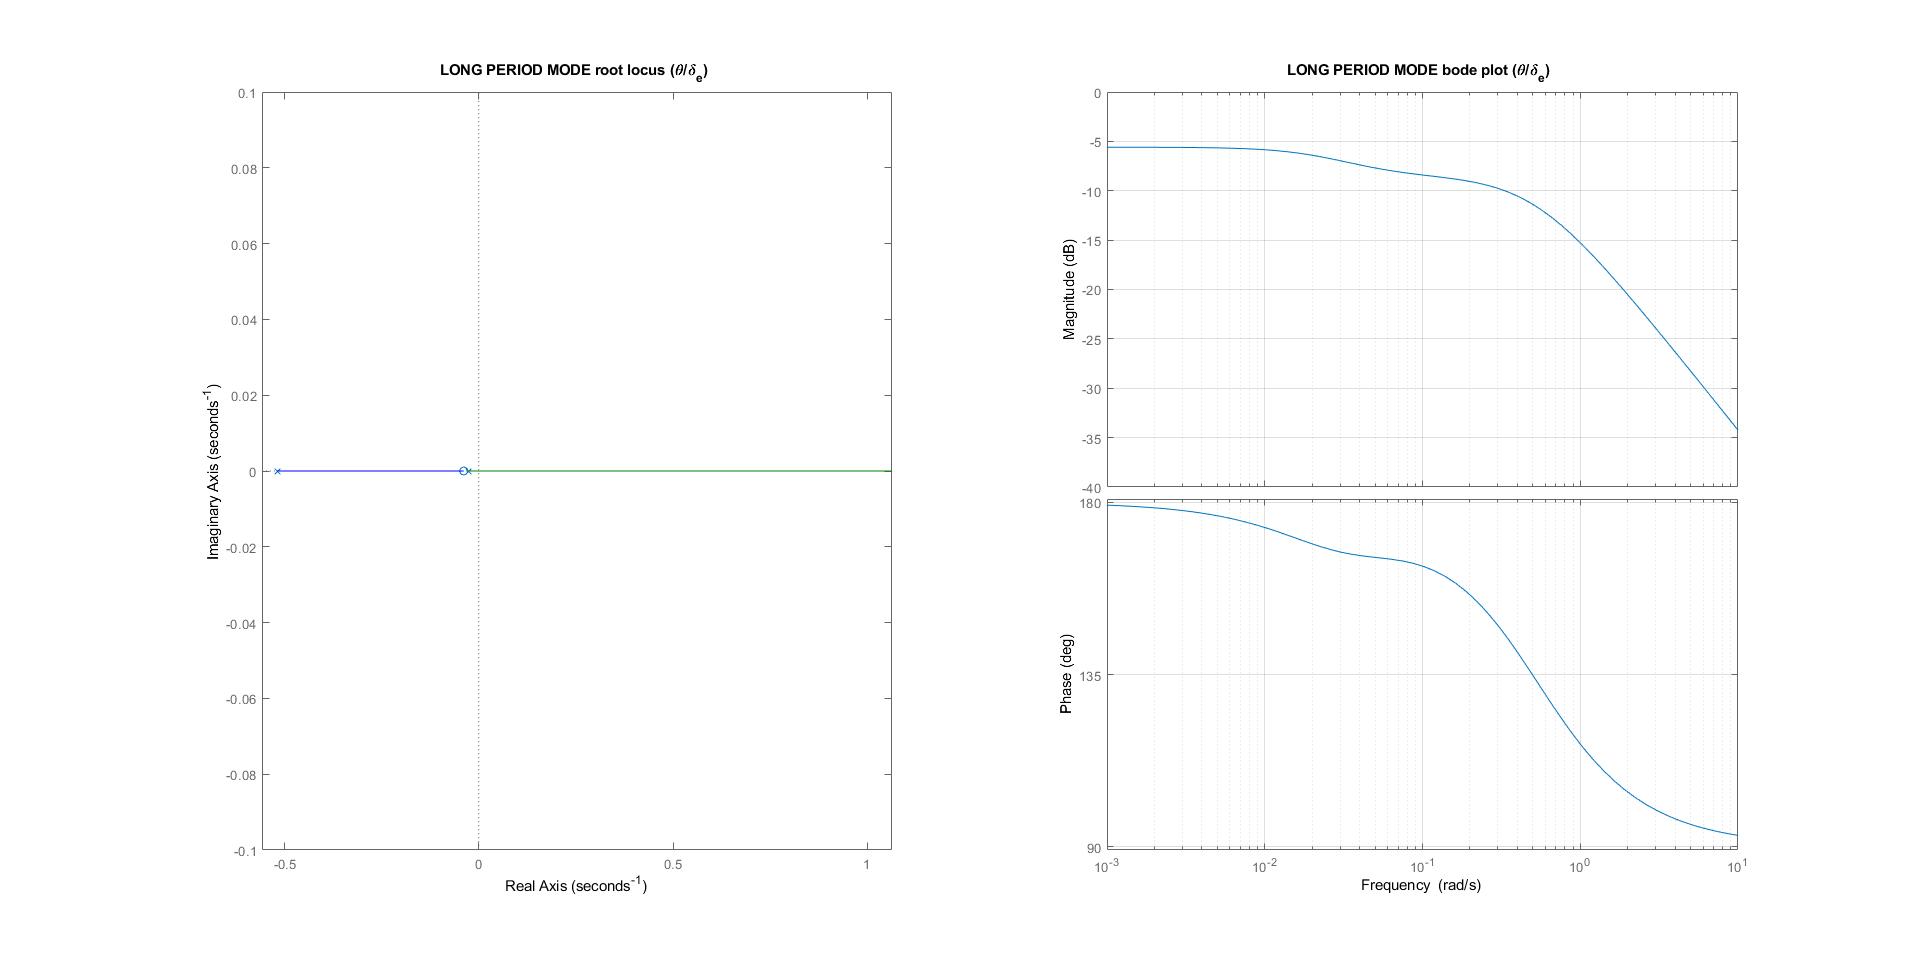 LONG PERIOD MODE root locus (θ/δe)
0.1
0.08
0.06
0.04
0.02
0
-0.02
-0.04
-0.06
-0.08
-0.1
Imaginary Axis (seconds-1)
-0.5 0 0.5 1
Real Axis (seconds-1)
LONG PERIOD MODE bode plot (θ/δe)
0
-5
-10
-15
-20
-25
-30
-35
-40
Magnitude (dB)
180
135
90
Phase (deg)
10-3 10-2 10-1 100 101
Frequency (rad/s)